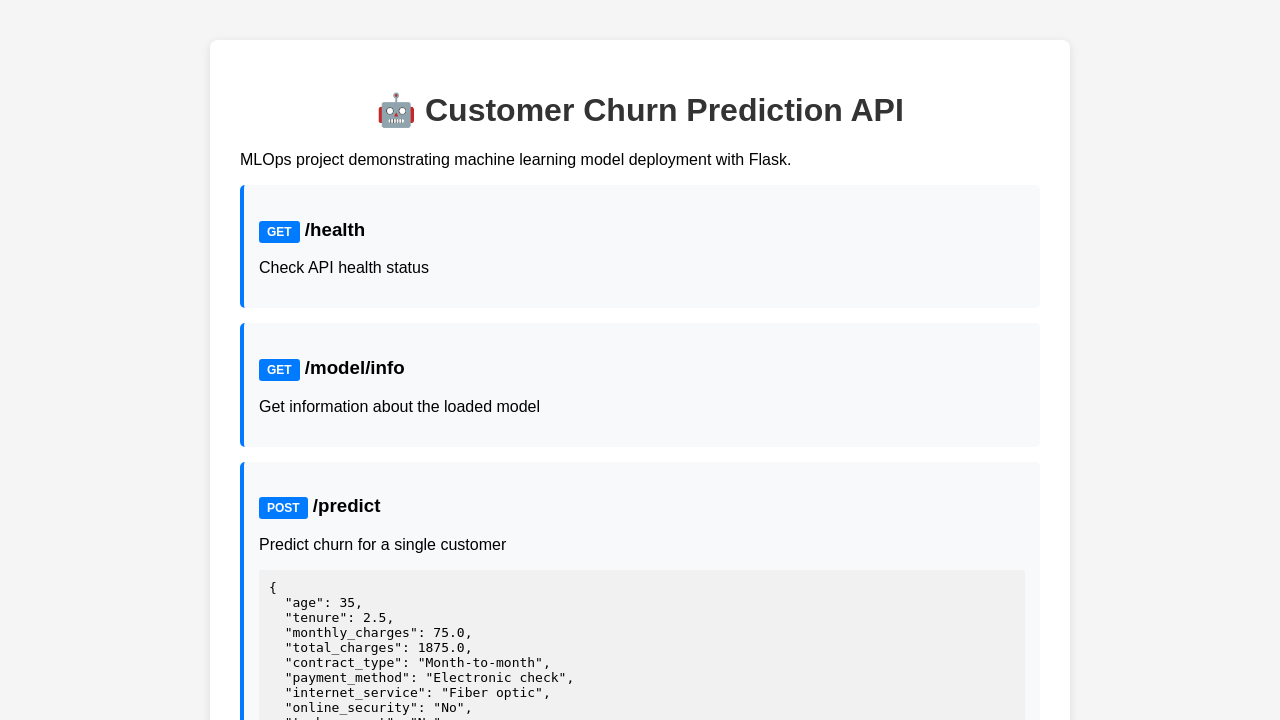 🤖 Customer Churn Prediction API
MLOps project demonstrating machine learning model deployment with Flask.
GET /health
Check API health status
GET /model/info
Get information about the loaded model
POST /predict
Predict churn for a single customer
{
  "age": 35,
  "tenure": 2.5,
  "monthly_charges": 75.0,
  "total_charges": 1875.0,
  "contract_type": "Month-to-month",
  "payment_method": "Electronic check",
  "internet_service": "Fiber optic",
  "online_security": "No",